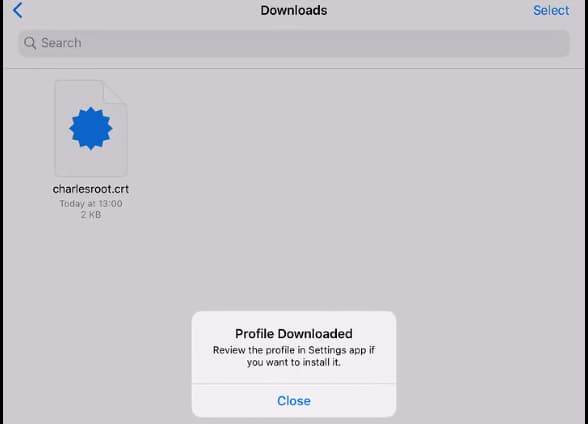 Downloads
Select
Search
charlesroot.crt
Today at 13:00
2 KB
Profile Downloaded
Review the profile in Settings app if
you want to install it.
Close